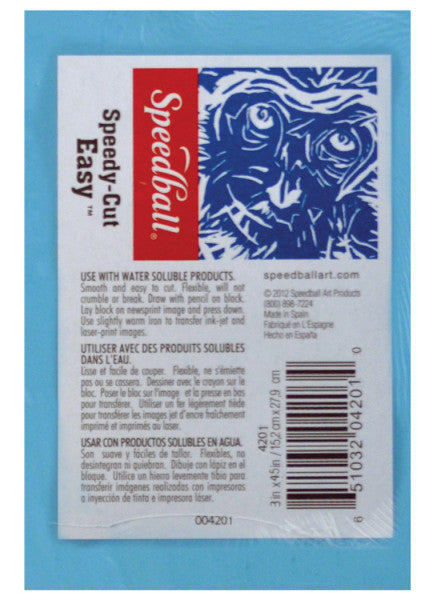 Speedball®
Speedy-Cut
Easy™
USE WITH WATER SOLUBLE PRODUCTS.
Smooth and easy to cut. Flexible, will not
crumble or break. Draw with pencil on block.
Lay block on newsprint image and press down.
Use slightly warm iron to transfer ink-jet and
laser-print images.
UTILISER AVEC DES PRODUITS SOLUBLES
DANS L'EAU.
Lisse et facile de couper. Flexible, ne s'émiette
pas ou se cassera. Dessiner avec le crayon sur le
bloc. Poser le bloc sur l'image et le presse en bas
pour transférer. Utiliser un fer légèrement tiède
pour transférer les images jet d'encre fraîchement
imprimé et imprimés au laser.
USAR CON PRODUCTOS SOLUBLES EN AGUA.
Son suave y fáciles de tallar. Flexibles, no
desintegran ni quiebran. Dibuje con lápiz en el
bloque. Utilice un hierro levemente tibio para
transferir imágenes realizadas con impresoras
a inyección de tinta e impresora láser.
004201
speedballart.com
© 2012 Speedball Art Products
(800) 898-7224
Made in Spain
Fabriqué en L'Espagne
Hecho en España
4201
3 in x 4.5 in / 15,2 cm x 27,9 cm
6 51032 04201 0